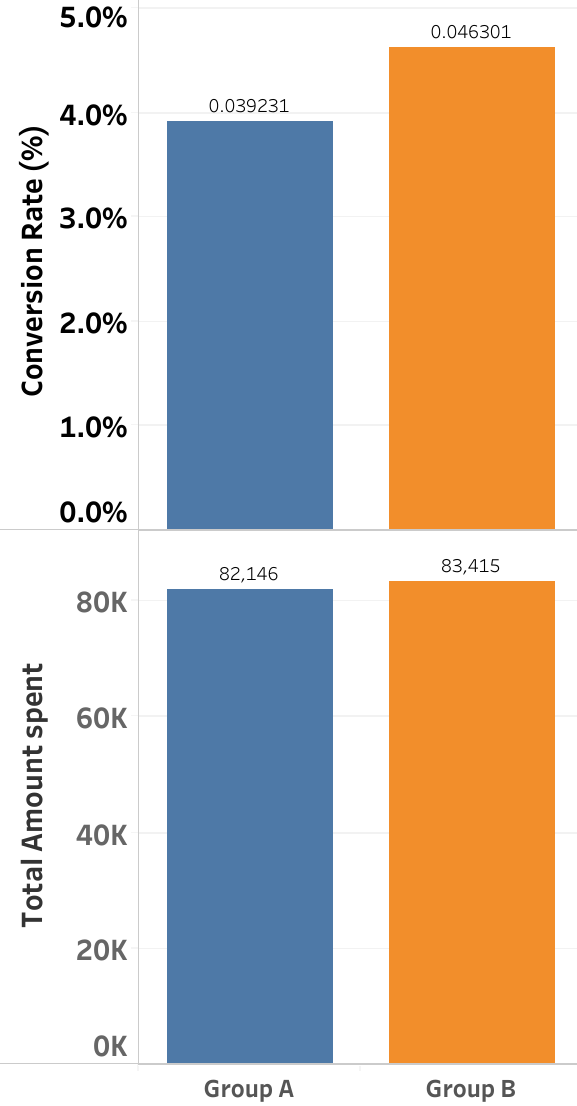 Conversion Rate (%)
5.0%
4.0%
3.0%
2.0%
1.0%
0.0%
0.039231
0.046301
Total Amount spent
80K
60K
40K
20K
0K
82,146
83,415
Group A
Group B